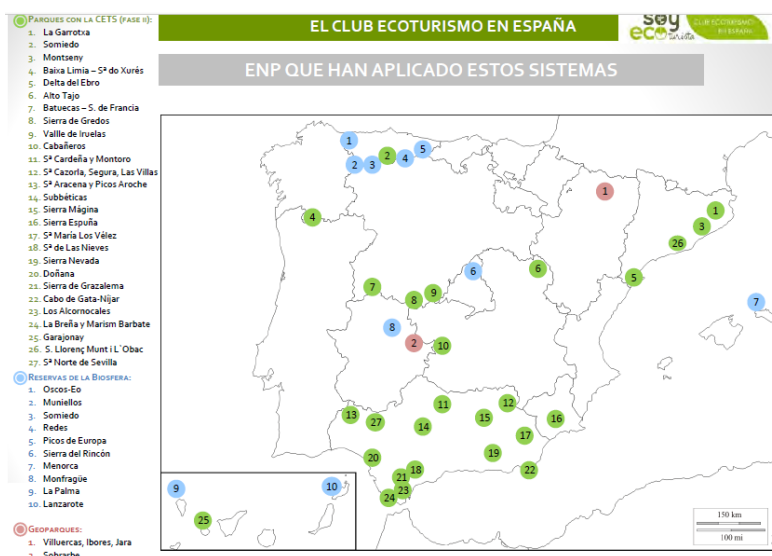 PARQUES CON LA CETS (FASE II):
1. La Garrotxa
2. Somiedo
3. Montseny
4. Baixa Limia – Sª do Xurés
5. Delta del Ebro
6. Alto Tajo
7. Batuecas – S. de Francia
8. Sierra de Gredos
9. Vallle de Iruelas
10. Cabañeros
11. Sª Cardeña y Montoro
12. Sª Cazorla, Segura, Las Villas
13. Sª Aracena y Picos Aroche
14. Subbéticas
15. Sierra Mágina
16. Sierra Espuña
17. Sª María Los Vélez
18. Sª de Las Nieves
19. Sierra Nevada
20. Doñana
21. Sierra de Grazalema
22. Cabo de Gata-Níjar
23. Los Alcornocales
24. La Breña y Marism Barbate
25. Garajonay
26. S. Llorenç Munt i L`Obac
27. Sª Norte de Sevilla
RESERVAS DE LA BIOSFERA:
1. Oscos-Eo
2. Muniellos
3. Somiedo
4. Redes
5. Picos de Europa
6. Sierra del Rincón
7. Menorca
8. Monfragüe
9. La Palma
10. Lanzarote
GEOPARQUES:
1. Villuercas, Ibores, Jara
2. Sobrarbe
EL CLUB ECOTURISMO EN ESPAÑA
soy
ecoturista
CLUB ECOTURISMO
EN ESPAÑA
ENP QUE HAN APLICADO ESTOS SISTEMAS
1
2 3 2 4 5
1
4
1
3
26
6 6
5
7 8 9
7
8
2 10
11 12
13 27 14 15 16
17
20 19
18 22
21
24 23
9 10
25
150 km
100 mi